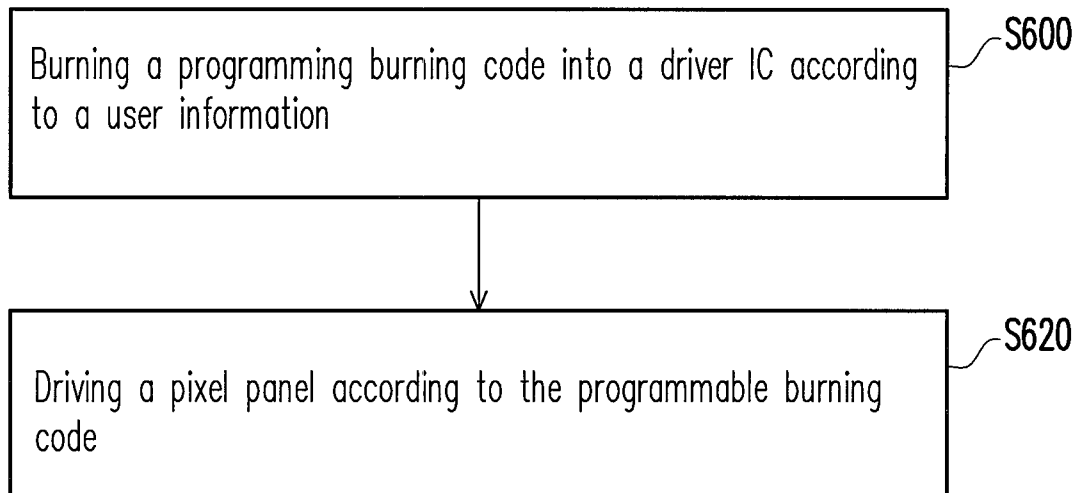 S600
Burning a programming burning code into a driver IC according
to a user information
S620
Driving a pixel panel according to the programmable burning
code